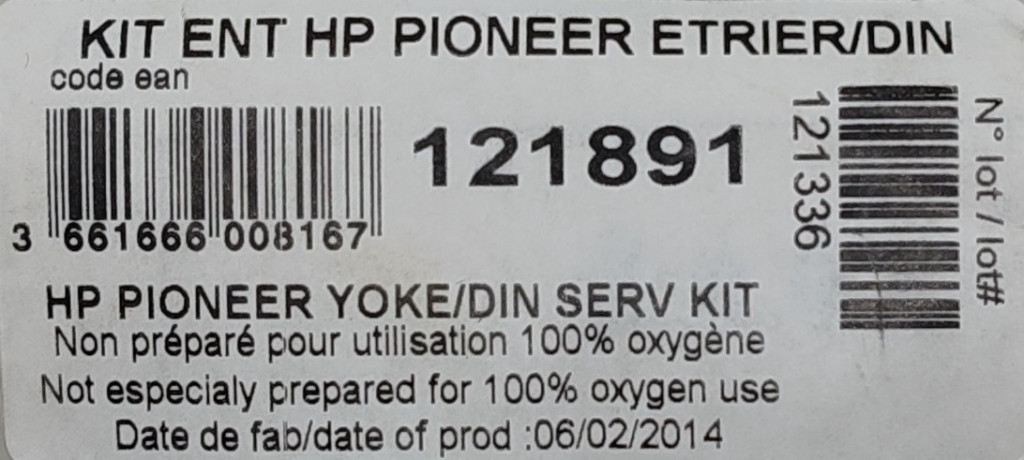 KIT ENT HP PIONEER ETRIER/DIN
code ean
121891
3 661666 008167
121336
N° lot / lot#
HP PIONEER YOKE/DIN SERV KIT
Non préparé pour utilisation 100% oxygène
Not especialy prepared for 100% oxygen use
Date de fab/date of prod :06/02/2014